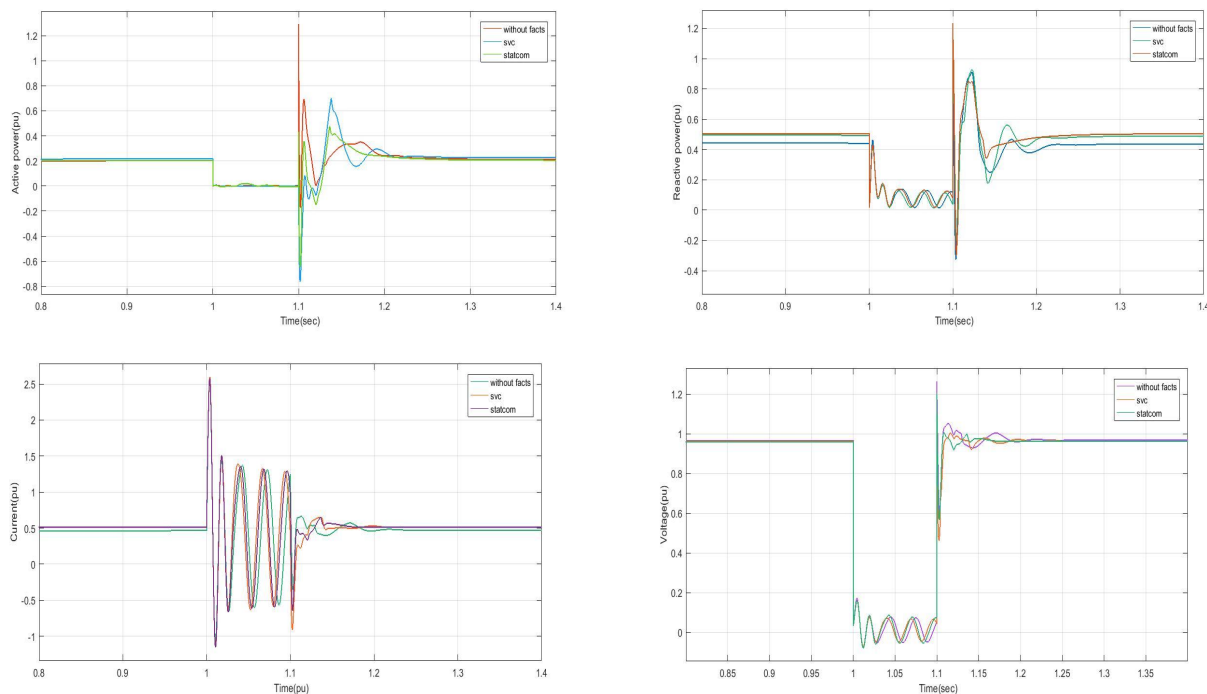 1.2
1
0.8
0.6
0.4
0.2
0
-0.2
-0.4
-0.6
-0.8
Active power(pu)
without facts
svc
statcom
0.8 0.9 1 1.1 1.2 1.3 1.4
Time(sec)
1.2
1
0.8
0.6
0.4
0.2
0
-0.2
-0.4
Reactive power(pu)
without facts
svc
statcom
0.8 0.9 1 1.1 1.2 1.3 1.4
Time(sec)
2.5
2
1.5
1
0.5
0
-0.5
-1
Current(pu)
without facts
svc
statcom
0.8 0.9 1 1.1 1.2 1.3 1.4
Time(pu)
1.2
1
0.8
0.6
0.4
0.2
0
Voltage(pu)
without facts
svc
statcom
0.85 0.9 0.95 1 1.05 1.1 1.15 1.2 1.25 1.3 1.35
Time(sec)